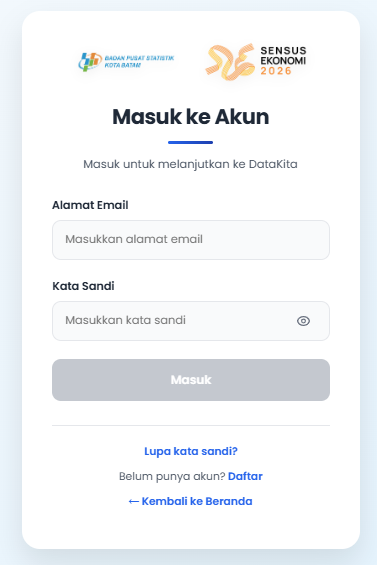 BADAN PUSAT STATISTIK
KOTA BATAM
SENSUS
EKONOMI
2026
Masuk ke Akun
Masuk untuk melanjutkan ke DataKita
Alamat Email
Masukkan alamat email
Kata Sandi
Masukkan kata sandi
Masuk
Lupa kata sandi?
Belum punya akun? Daftar
← Kembali ke Beranda